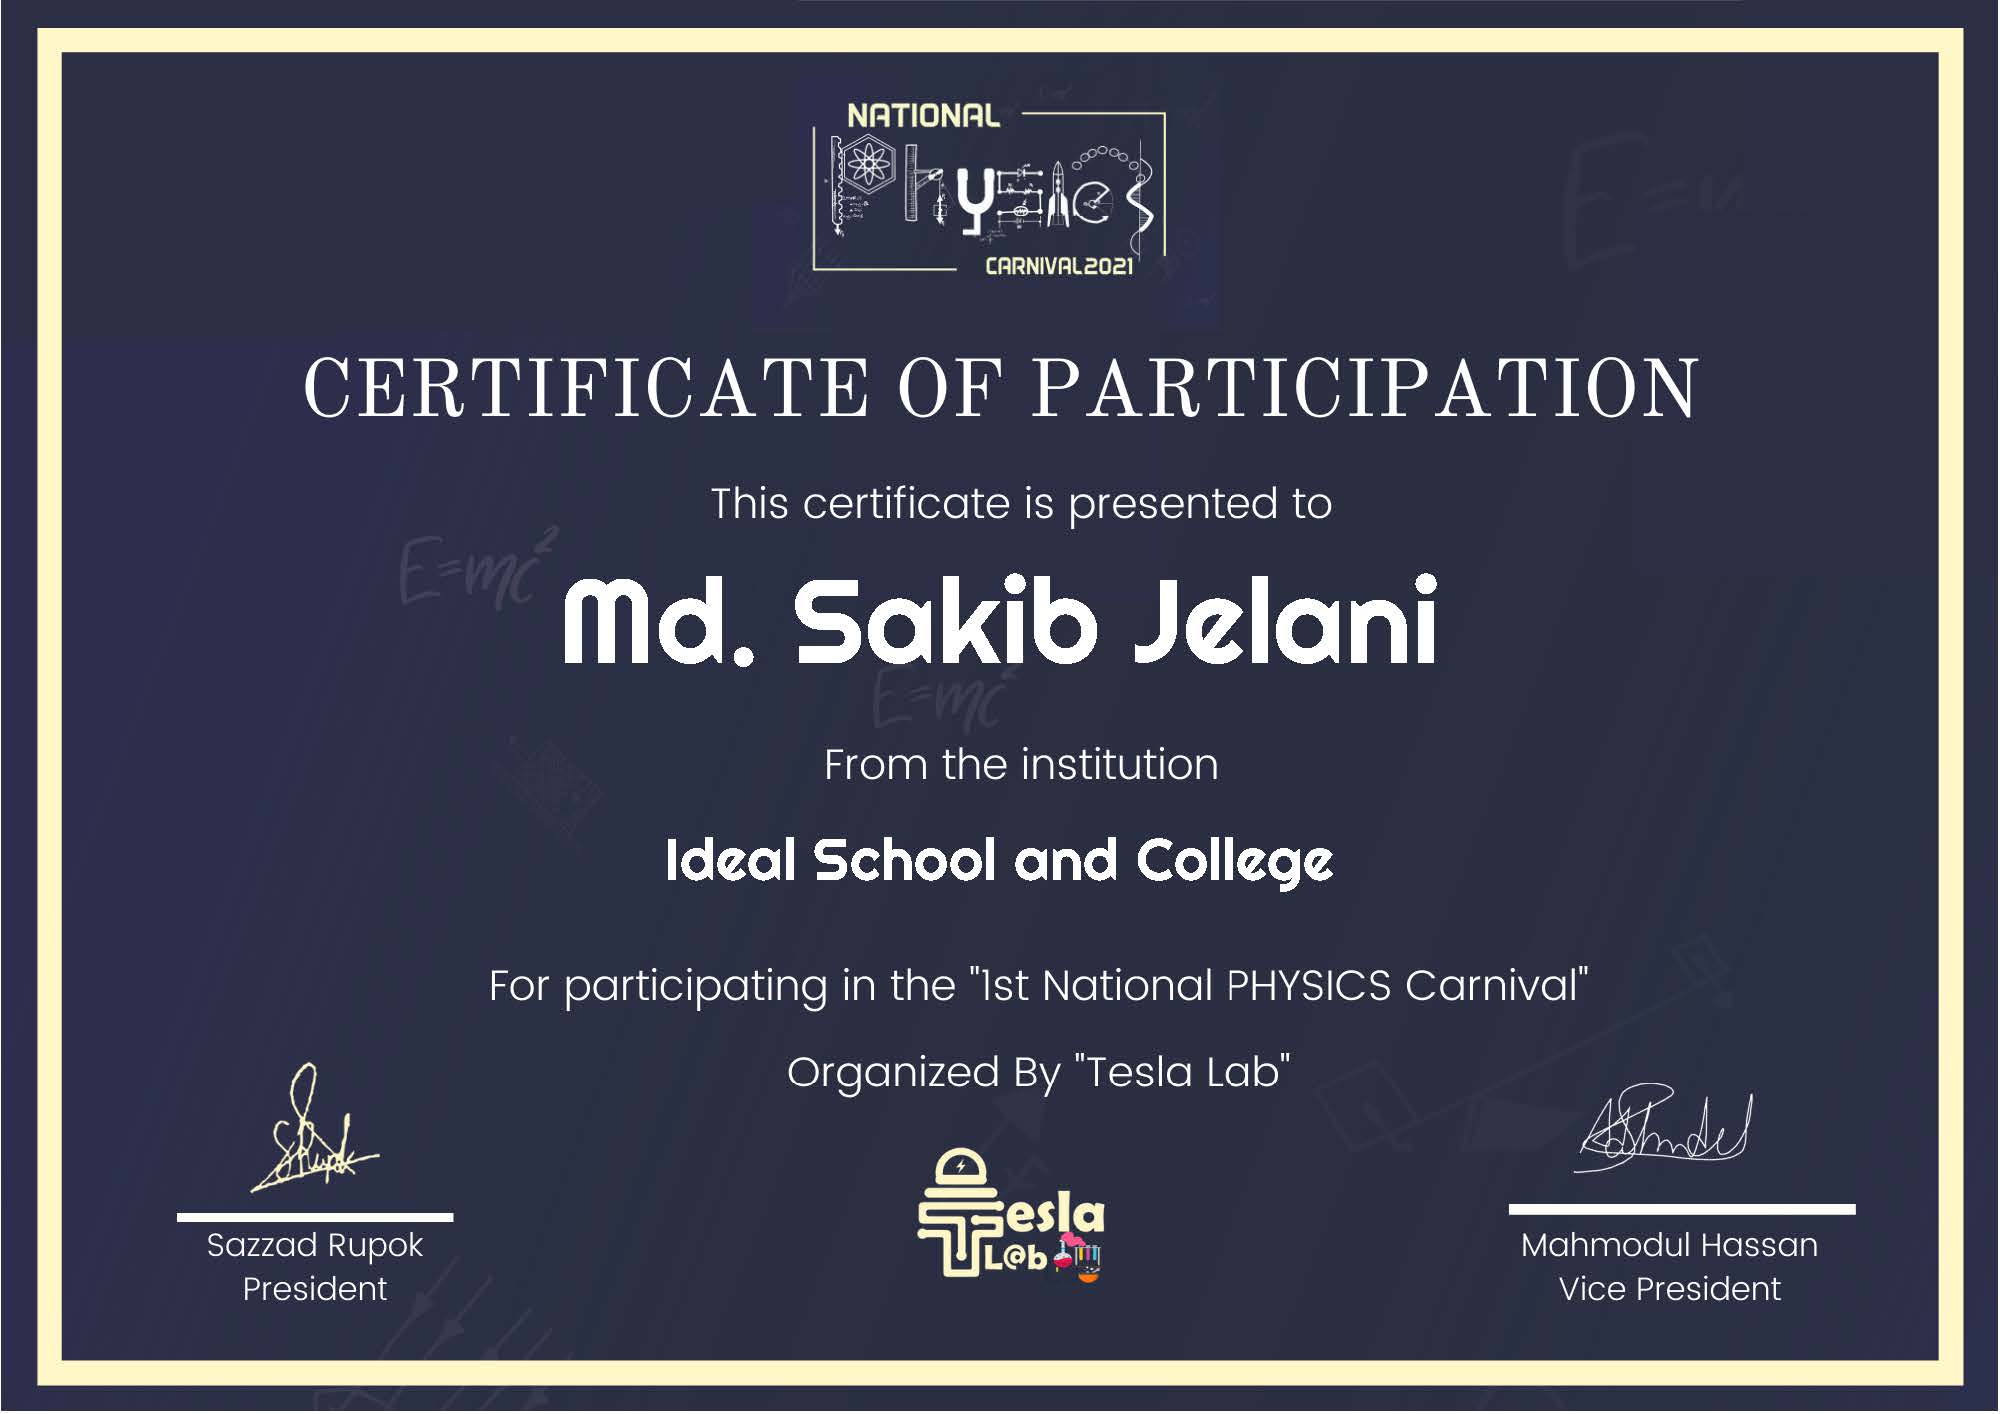 NATIONAL
Physics
CARNIVAL2021
CERTIFICATE OF PARTICIPATION
This certificate is presented to
E=mc²
Md. Sakib Jelani
E=mc²
From the institution
Ideal School and College
For participating in the "1st National PHYSICS Carnival"
Organized By "Tesla Lab"
Tesla
L@b
Sazzad Rupok
President
Mahmodul Hassan
Vice President